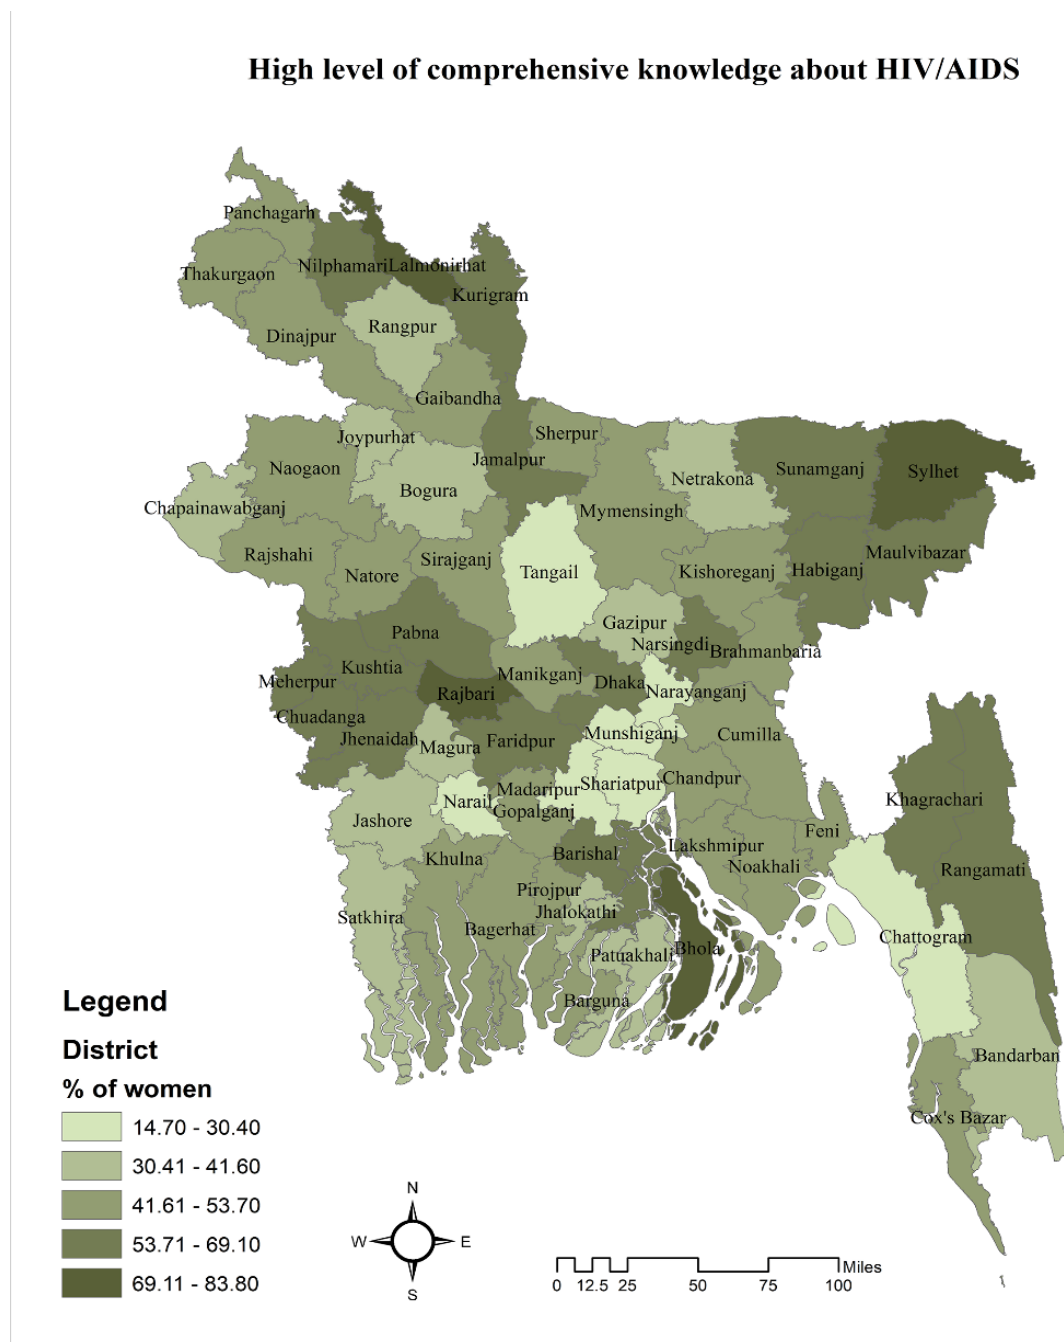 High level of comprehensive knowledge about HIV/AIDS
Panchagarh
Thakurgaon
Nilphamari
Lalmonirhat
Kurigram
Dinajpur
Rangpur
Gaibandha
Joypurhat
Naogaon
Bogura
Jamalpur
Sherpur
Netrakona
Sunamganj
Sylhet
Chapainawabganj
Mymensingh
Rajshahi
Natore
Sirajganj
Tangail
Kishoreganj
Habiganj
Maulvibazar
Pabna
Gazipur
Narsingdi
Brahmanbaria
Kushtia
Meherpur
Rajbari
Manikganj
Dhaka
Narayanganj
Chuadanga
Jhenaidah
Magura
Faridpur
Munshiganj
Cumilla
Narail
Madaripur
Shariatpur
Chandpur
Gopalganj
Khagrachari
Jashore
Feni
Khulna
Barishal
Lakshmipur
Noakhali
Rangamati
Pirojpur
Jhalokathi
Satkhira
Bagerhat
Patuakhali
Bhola
Chattogram
Barguna
Bandarban
Cox's Bazar
Legend
District
% of women
14.70 - 30.40
30.41 - 41.60
41.61 - 53.70
53.71 - 69.10
69.11 - 83.80
N
W E
S
Miles
0 12.5 25 50 75 100